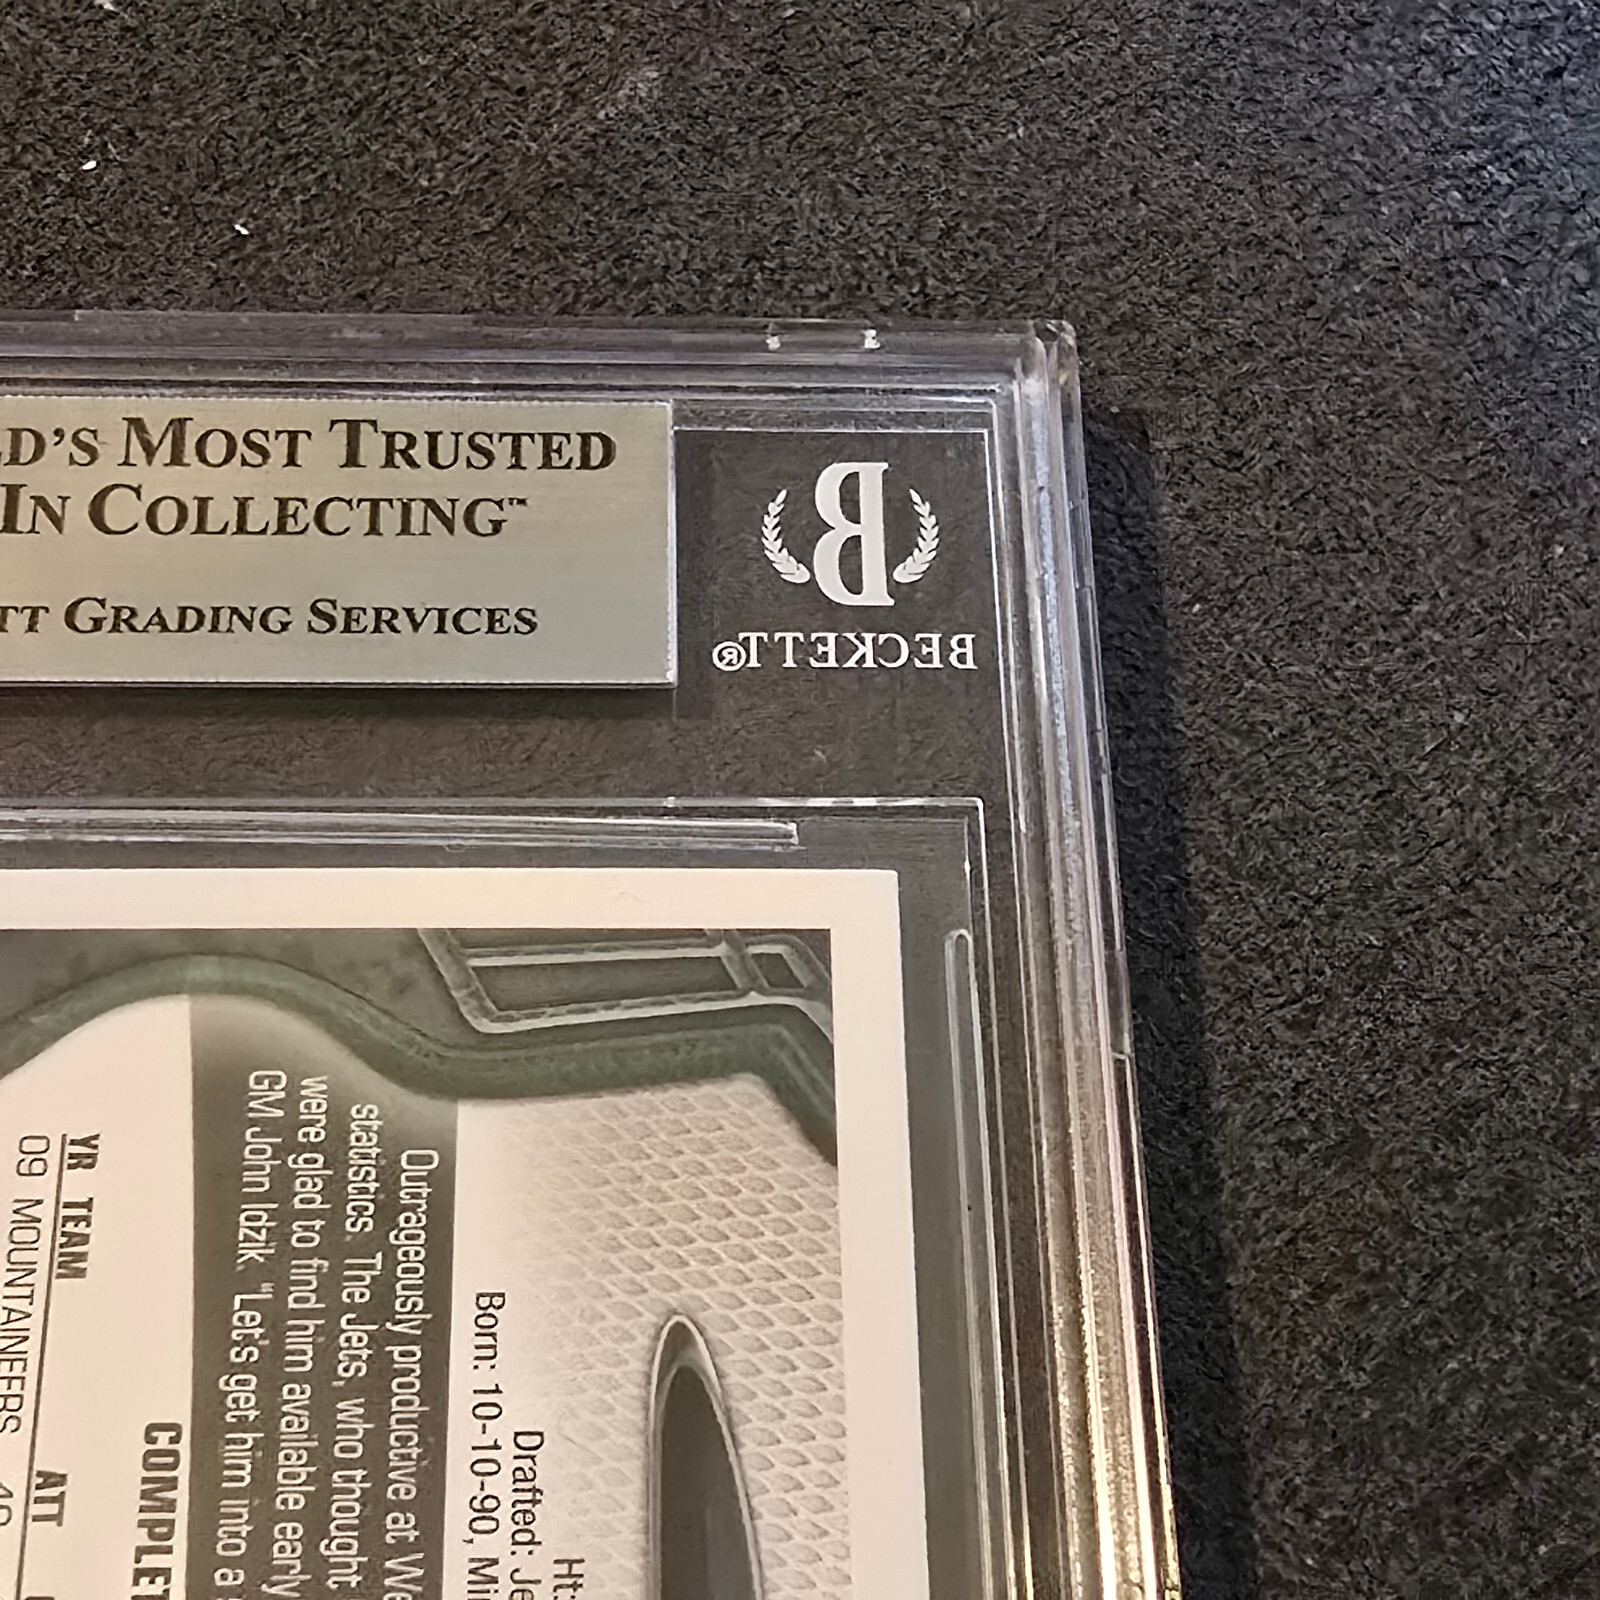 D'S MOST TRUSTED
IN COLLECTING™
TT GRADING SERVICES
B
BECKETT®
Ht:
Drafted: Je
Born: 10-10-90, Mi
Outrageously productive at We
statistics. The Jets, who thought
were glad to find him available early
GM John Idzik. "Let's get him into a
COMPLET
YR TEAM ATT
09 MOUNTAINEERS